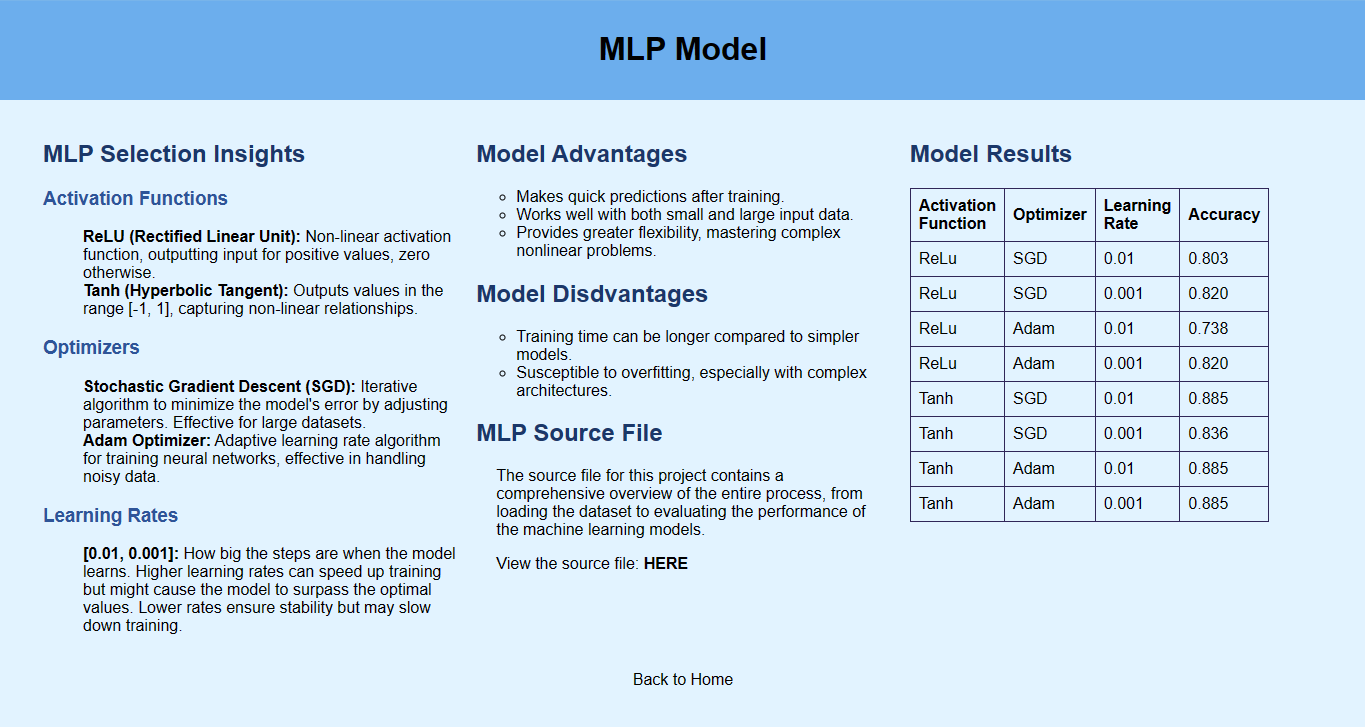 MLP Model
MLP Selection Insights
Activation Functions
ReLU (Rectified Linear Unit): Non-linear activation
function, outputting input for positive values, zero
otherwise.
Tanh (Hyperbolic Tangent): Outputs values in the
range [-1, 1], capturing non-linear relationships.
Optimizers
Stochastic Gradient Descent (SGD): Iterative
algorithm to minimize the model's error by adjusting
parameters. Effective for large datasets.
Adam Optimizer: Adaptive learning rate algorithm
for training neural networks, effective in handling
noisy data.
Learning Rates
[0.01, 0.001]: How big the steps are when the model
learns. Higher learning rates can speed up training
but might cause the model to surpass the optimal
values. Lower rates ensure stability but may slow
down training.
Model Advantages
Makes quick predictions after training.
Works well with both small and large input data.
Provides greater flexibility, mastering complex
nonlinear problems.
Model Disdvantages
Training time can be longer compared to simpler
models.
Susceptible to overfitting, especially with complex
architectures.
MLP Source File
The source file for this project contains a
comprehensive overview of the entire process, from
loading the dataset to evaluating the performance of
the machine learning models.
View the source file: HERE
Model Results
Activation Function Optimizer Learning Rate Accuracy
ReLu SGD 0.01 0.803
ReLu SGD 0.001 0.820
ReLu Adam 0.01 0.738
ReLu Adam 0.001 0.820
Tanh SGD 0.01 0.885
Tanh SGD 0.001 0.836
Tanh Adam 0.01 0.885
Tanh Adam 0.001 0.885
Back to Home